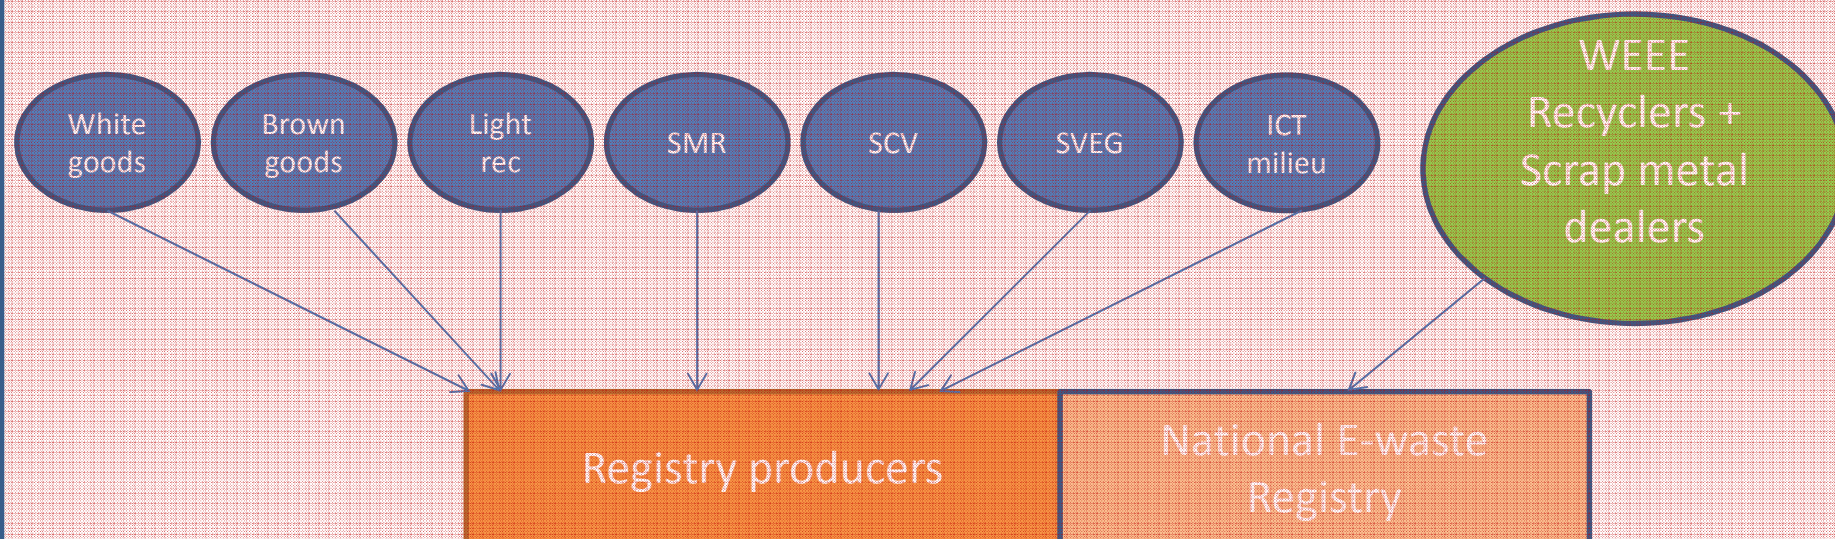 White
goods
Brown
goods
Light
rec
SMR
SCV
SVEG
ICT
milieu
WEEE
Recyclers +
Scrap metal
dealers
Registry producers
National E-waste
Registry